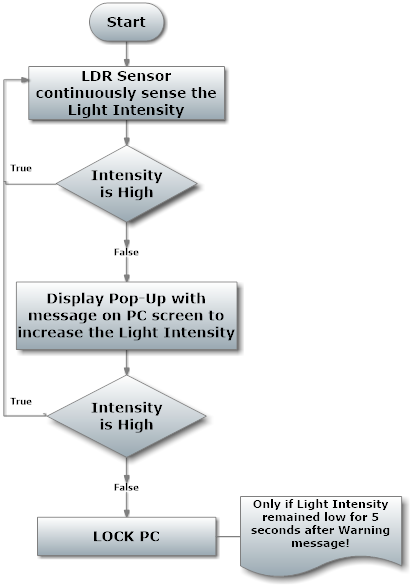 Start
LDR Sensor
continuously sense the
Light Intensity
True
Intensity
is High
False
Display Pop-Up with
message on PC screen to
increase the Light Intensity
True
Intensity
is High
False
LOCK PC
Only if Light Intensity
remained low for 5
seconds after Warning
message!